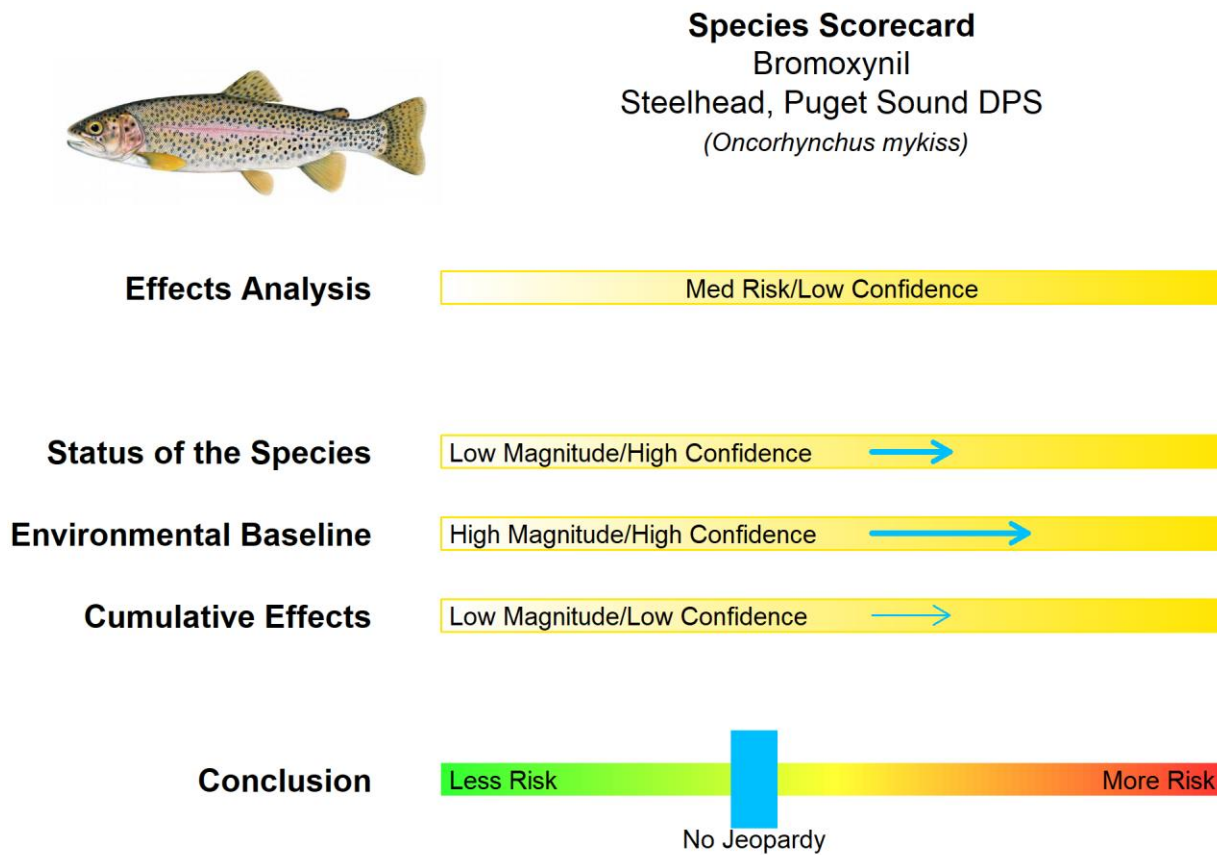 Species Scorecard
Bromoxynil
Steelhead, Puget Sound DPS
(Oncorhynchus mykiss)
Effects Analysis
Med Risk/Low Confidence
Status of the Species
Low Magnitude/High Confidence
Environmental Baseline
High Magnitude/High Confidence
Cumulative Effects
Low Magnitude/Low Confidence
Conclusion
Less Risk
More Risk
No Jeopardy